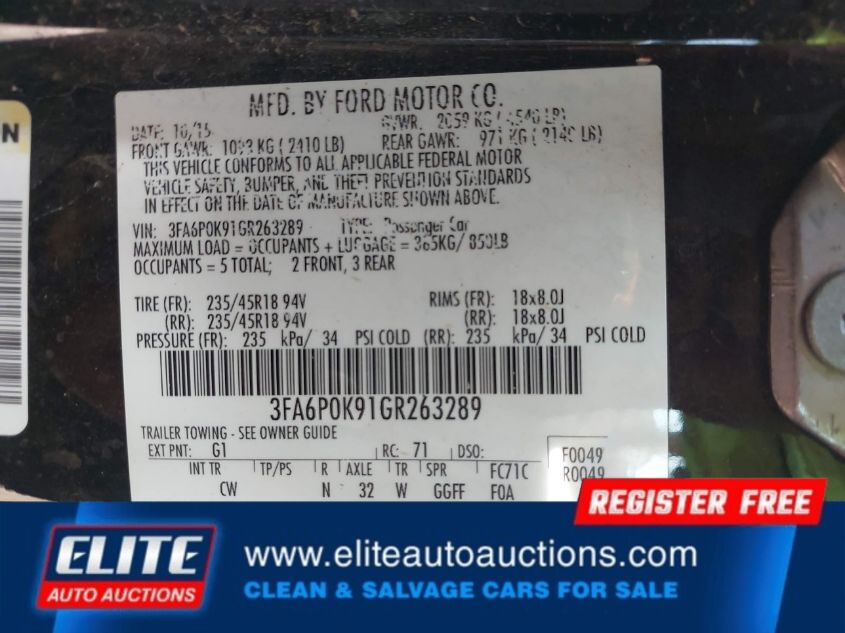 N
MFD. BY FORD MOTOR CO.
DATE: 10/15 GVWR: 2059 KG ( 4540 LB)
FRONT GAWR: 1093 KG ( 2410 LB) REAR GAWR: 971 KG ( 2140 LB)
THIS VEHICLE CONFORMS TO ALL APPLICABLE FEDERAL MOTOR
VEHICLE SAFETY, BUMPER, AND THEFT PREVENTION STANDARDS
IN EFFECT ON THE DATE OF MANUFACTURE SHOWN ABOVE.
VIN: 3FA6P0K91GR263289 TYPE: Passenger Car
MAXIMUM LOAD = OCCUPANTS + LUGGAGE = 385KG/ 850LB
OCCUPANTS = 5 TOTAL; 2 FRONT, 3 REAR
TIRE (FR): 235/45R18 94V RIMS (FR): 18x8.0J
(RR): 235/45R18 94V (RR): 18x8.0J
PRESSURE (FR): 235 kPa/ 34 PSI COLD (RR): 235 kPa/ 34 PSI COLD
3FA6P0K91GR263289
TRAILER TOWING - SEE OWNER GUIDE
EXT PNT: G1 RC: 71 DSO: F0049
INT TR TP/PS R AXLE TR SPR FC71C R0049
CW N 32 W GGFF F0A
REGISTER FREE
ELITE
AUTO AUCTIONS
www.eliteautoauctions.com
CLEAN & SALVAGE CARS FOR SALE